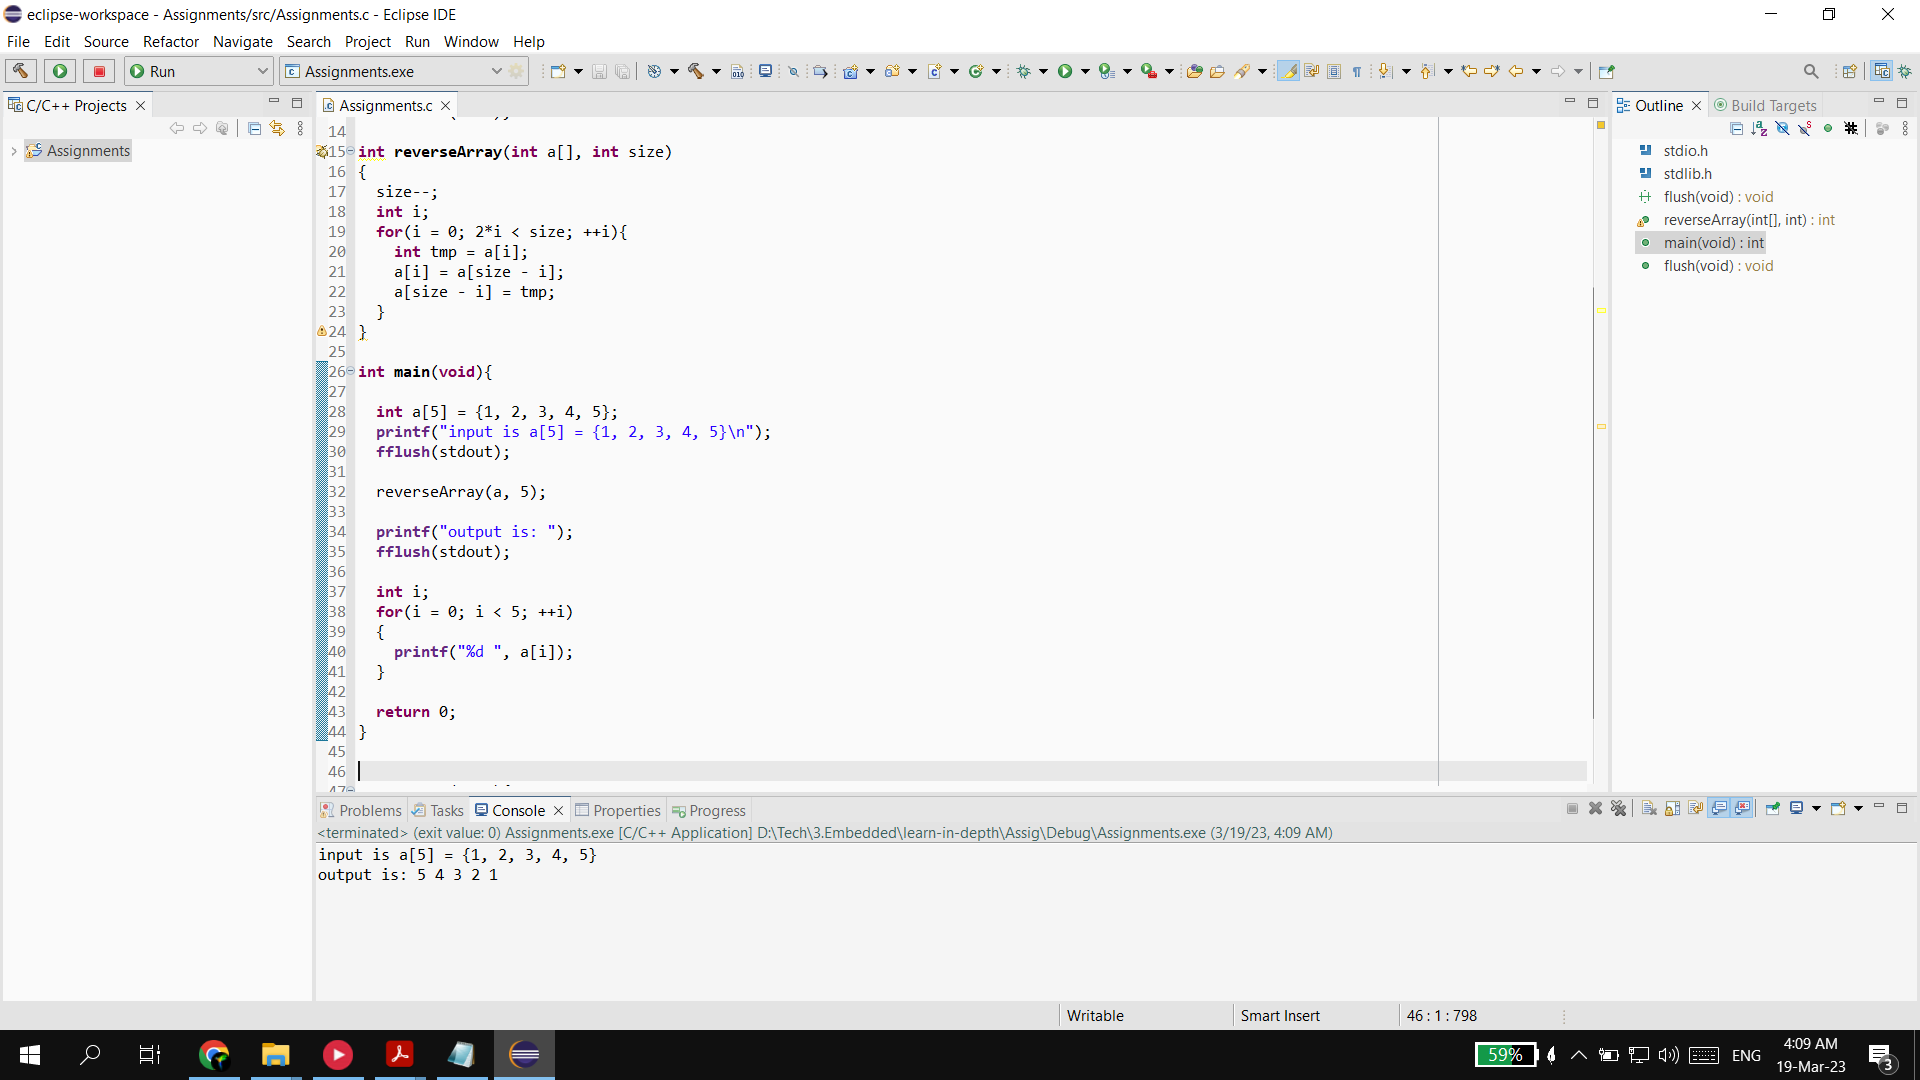 eclipse-workspace - Assignments/src/Assignments.c - Eclipse IDE
File Edit Source Refactor Navigate Search Project Run Window Help
Run Assignments.exe
C/C++ Projects
Assignments
Assignments.c
14
15 int reverseArray(int a[], int size)
16 {
17 size--;
18 int i;
19 for(i = 0; 2*i < size; ++i){
20 int tmp = a[i];
21 a[i] = a[size - i];
22 a[size - i] = tmp;
23 }
24 }
25
26 int main(void){
27
28 int a[5] = {1, 2, 3, 4, 5};
29 printf("input is a[5] = {1, 2, 3, 4, 5}\n");
30 fflush(stdout);
31
32 reverseArray(a, 5);
33
34 printf("output is: ");
35 fflush(stdout);
36
37 int i;
38 for(i = 0; i < 5; ++i)
39 {
40 printf("%d ", a[i]);
41 }
42
43 return 0;
44 }
45
46
47
Outline Build Targets
stdio.h
stdlib.h
flush(void) : void
reverseArray(int[], int) : int
main(void) : int
flush(void) : void
Problems Tasks Console Properties Progress
<terminated> (exit value: 0) Assignments.exe [C/C++ Application] D:\Tech\3.Embedded\learn-in-depth\Assig\Debug\Assignments.exe (3/19/23, 4:09 AM)
input is a[5] = {1, 2, 3, 4, 5}
output is: 5 4 3 2 1
Writable Smart Insert 46 : 1 : 798
59% ENG 4:09 AM
19-Mar-23 3